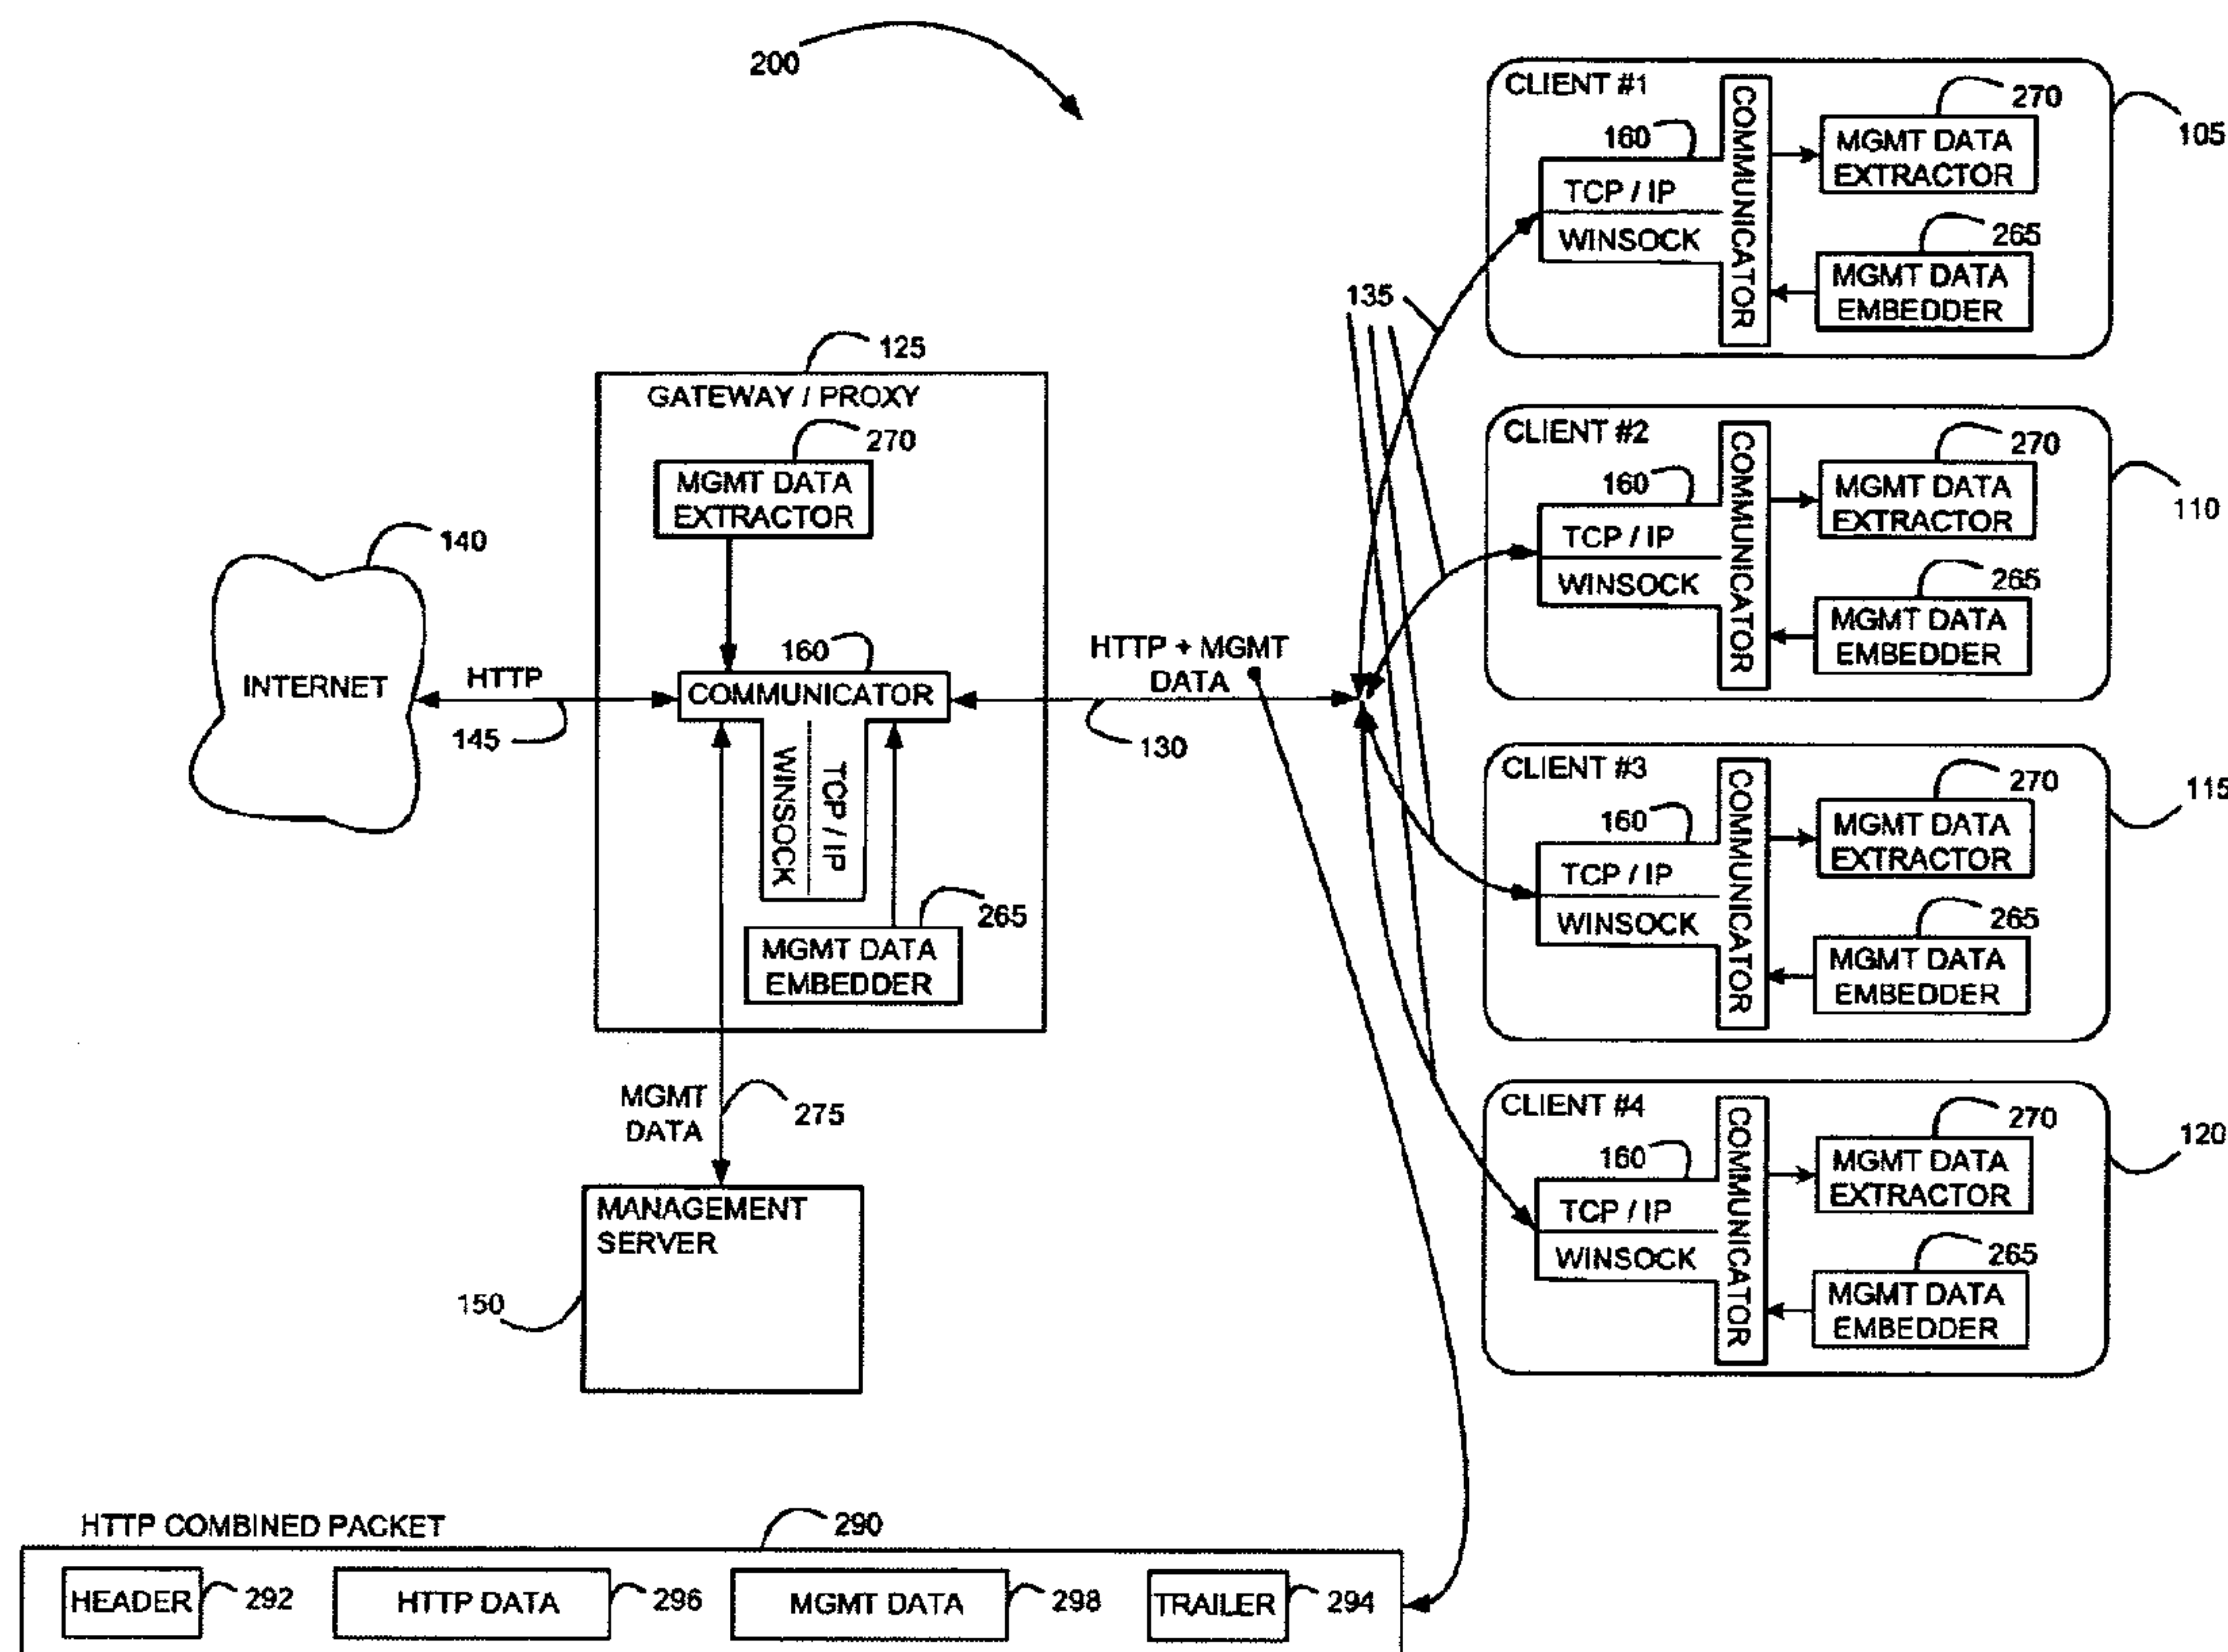 200
CLIENT #1
COMMUNICATOR
160
TCP / IP
WINSOCK
270
MGMT DATA
EXTRACTOR
265
MGMT DATA
EMBEDDER
105
135
CLIENT #2
COMMUNICATOR
160
TCP / IP
WINSOCK
270
MGMT DATA
EXTRACTOR
265
MGMT DATA
EMBEDDER
110
125
GATEWAY / PROXY
270
MGMT DATA
EXTRACTOR
140
INTERNET
HTTP
145
160
COMMUNICATOR
WINSOCK
TCP / IP
265
MGMT DATA
EMBEDDER
HTTP + MGMT
DATA
130
CLIENT #3
COMMUNICATOR
160
TCP / IP
WINSOCK
270
MGMT DATA
EXTRACTOR
265
MGMT DATA
EMBEDDER
115
MGMT
DATA
275
MANAGEMENT
SERVER
150
CLIENT #4
COMMUNICATOR
160
TCP / IP
WINSOCK
270
MGMT DATA
EXTRACTOR
265
MGMT DATA
EMBEDDER
120
HTTP COMBINED PACKET
290
HEADER
292
HTTP DATA
296
MGMT DATA
298
TRAILER
294